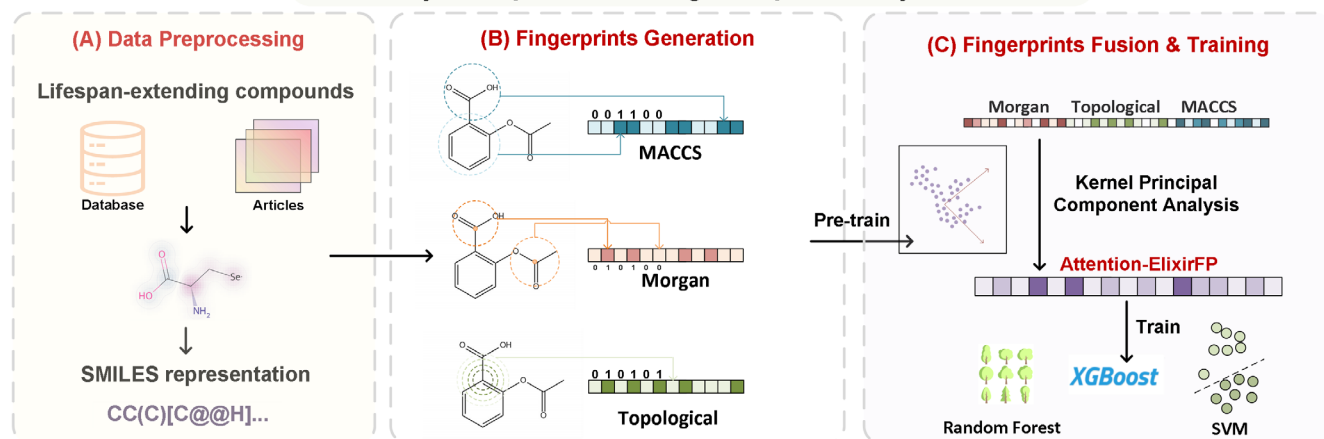 (A) Data Preprocessing
Lifespan-extending compounds
Database
Articles
O
HO
NH₂
Se
SMILES representation
CC(C)[C@@H]...
(B) Fingerprints Generation
O
OH
O
O
0 0 1 1 0 0
MACCS
O
OH
O
O
0 1 0 1 0 0
Morgan
O
OH
O
O
0 1 0 1 0 1
Topological
Pre-train
(C) Fingerprints Fusion & Training
Morgan Topological MACCS
Kernel Principal
Component Analysis
Attention-ElixirFP
Train
Random Forest
XGBoost
SVM